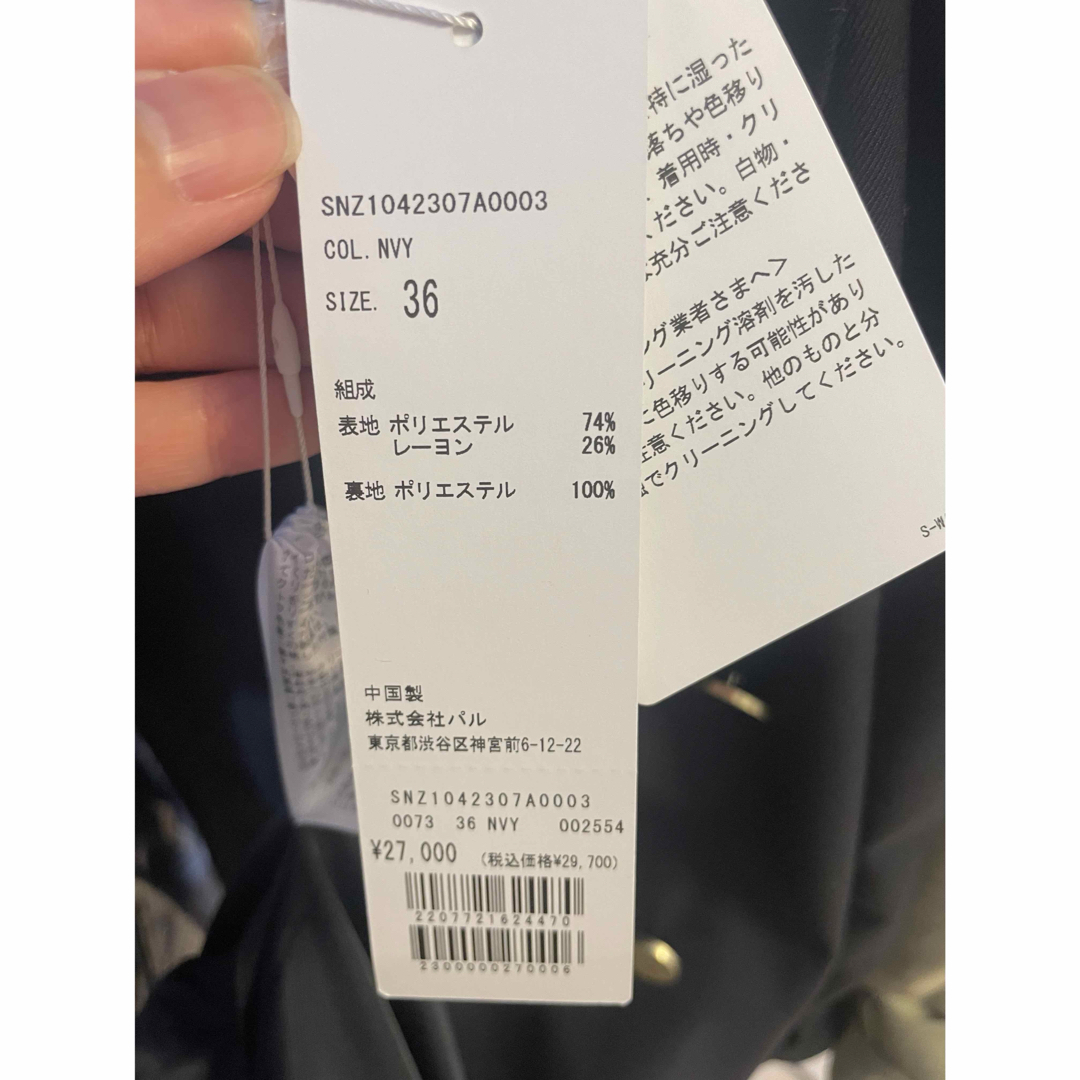 SNZ1042307A0003
COL. NVY
SIZE. 36
組成
表地 ポリエステル 74%
レーヨン 26%
裏地 ポリエステル 100%
中国製
株式会社パル
東京都渋谷区神宮前6-12-22
SNZ1042307A0003
0073 36 NVY 002554
¥27,000 (税込価格¥29,700)
2207721624470
2300000270006
特に湿った
落ちや色移り
着用時・クリ
ください。白物・
充分ご注意くださ
グ業者さまへ>
リーニング溶剤を汚した
に色移りする可能性があり
注意ください。他のものと分
でクリーニングしてください。
S-W